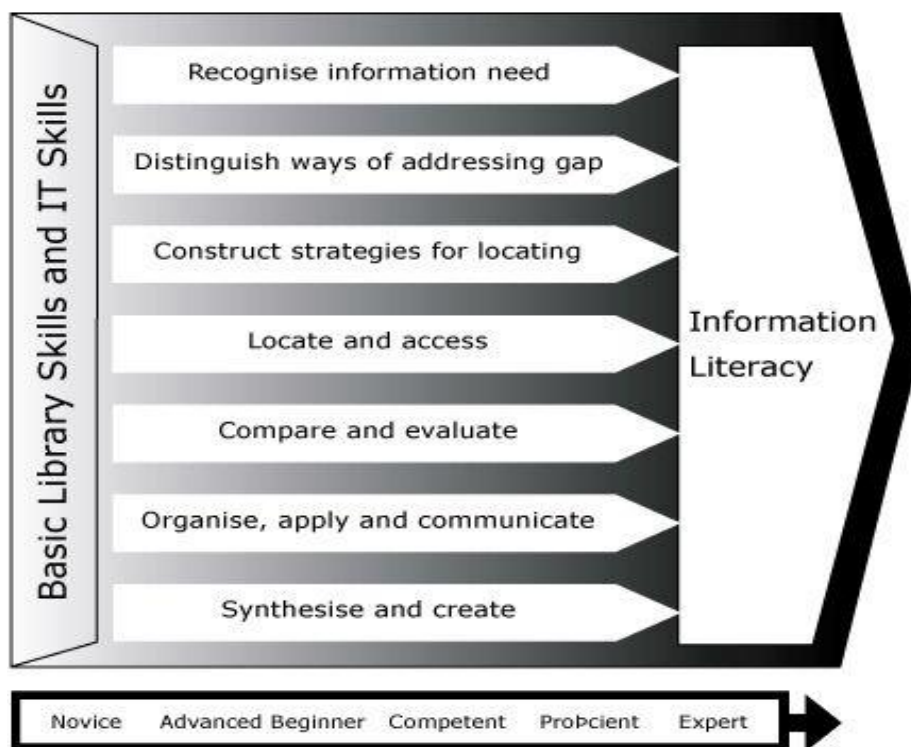 Basic Library Skills and IT Skills
Recognise information need
Distinguish ways of addressing gap
Construct strategies for locating
Locate and access
Compare and evaluate
Organise, apply and communicate
Synthesise and create
Information
Literacy
Novice Advanced Beginner Competent ProÞcient Expert